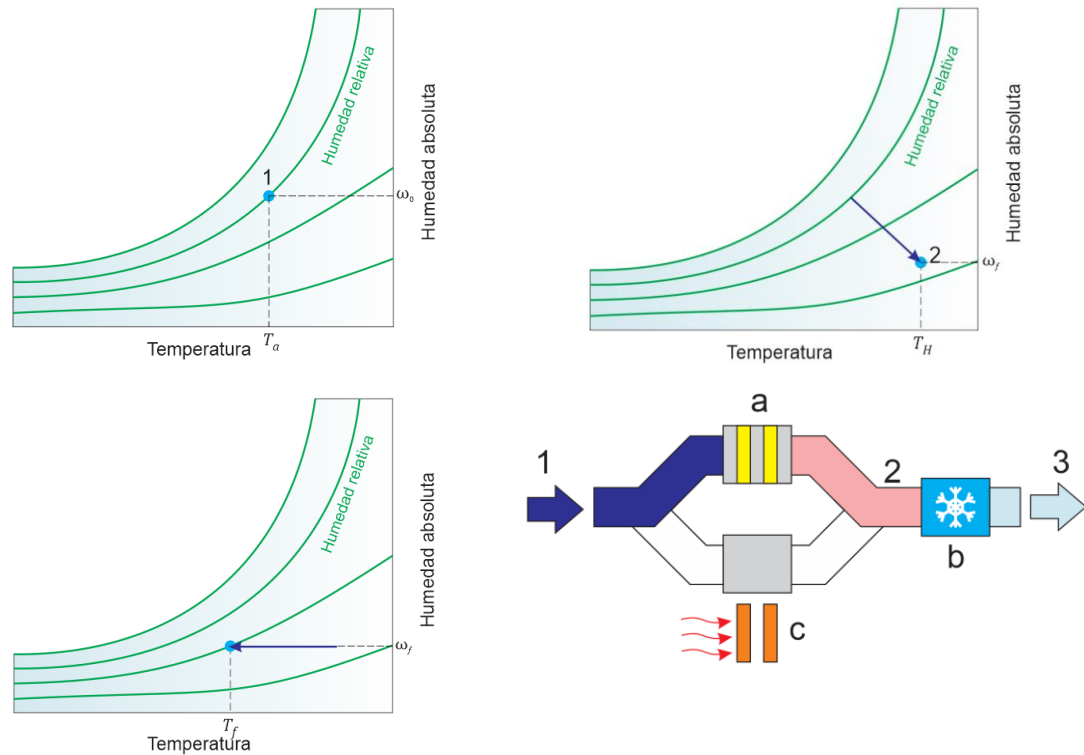 Humedad relativa
Humedad absoluta
1
ω₀
Temperatura
Tₐ
Humedad relativa
Humedad absoluta
2
ω_f
Temperatura
T_H
Humedad relativa
Humedad absoluta
ω_f
T_f
Temperatura
a
1
2
3
b
c